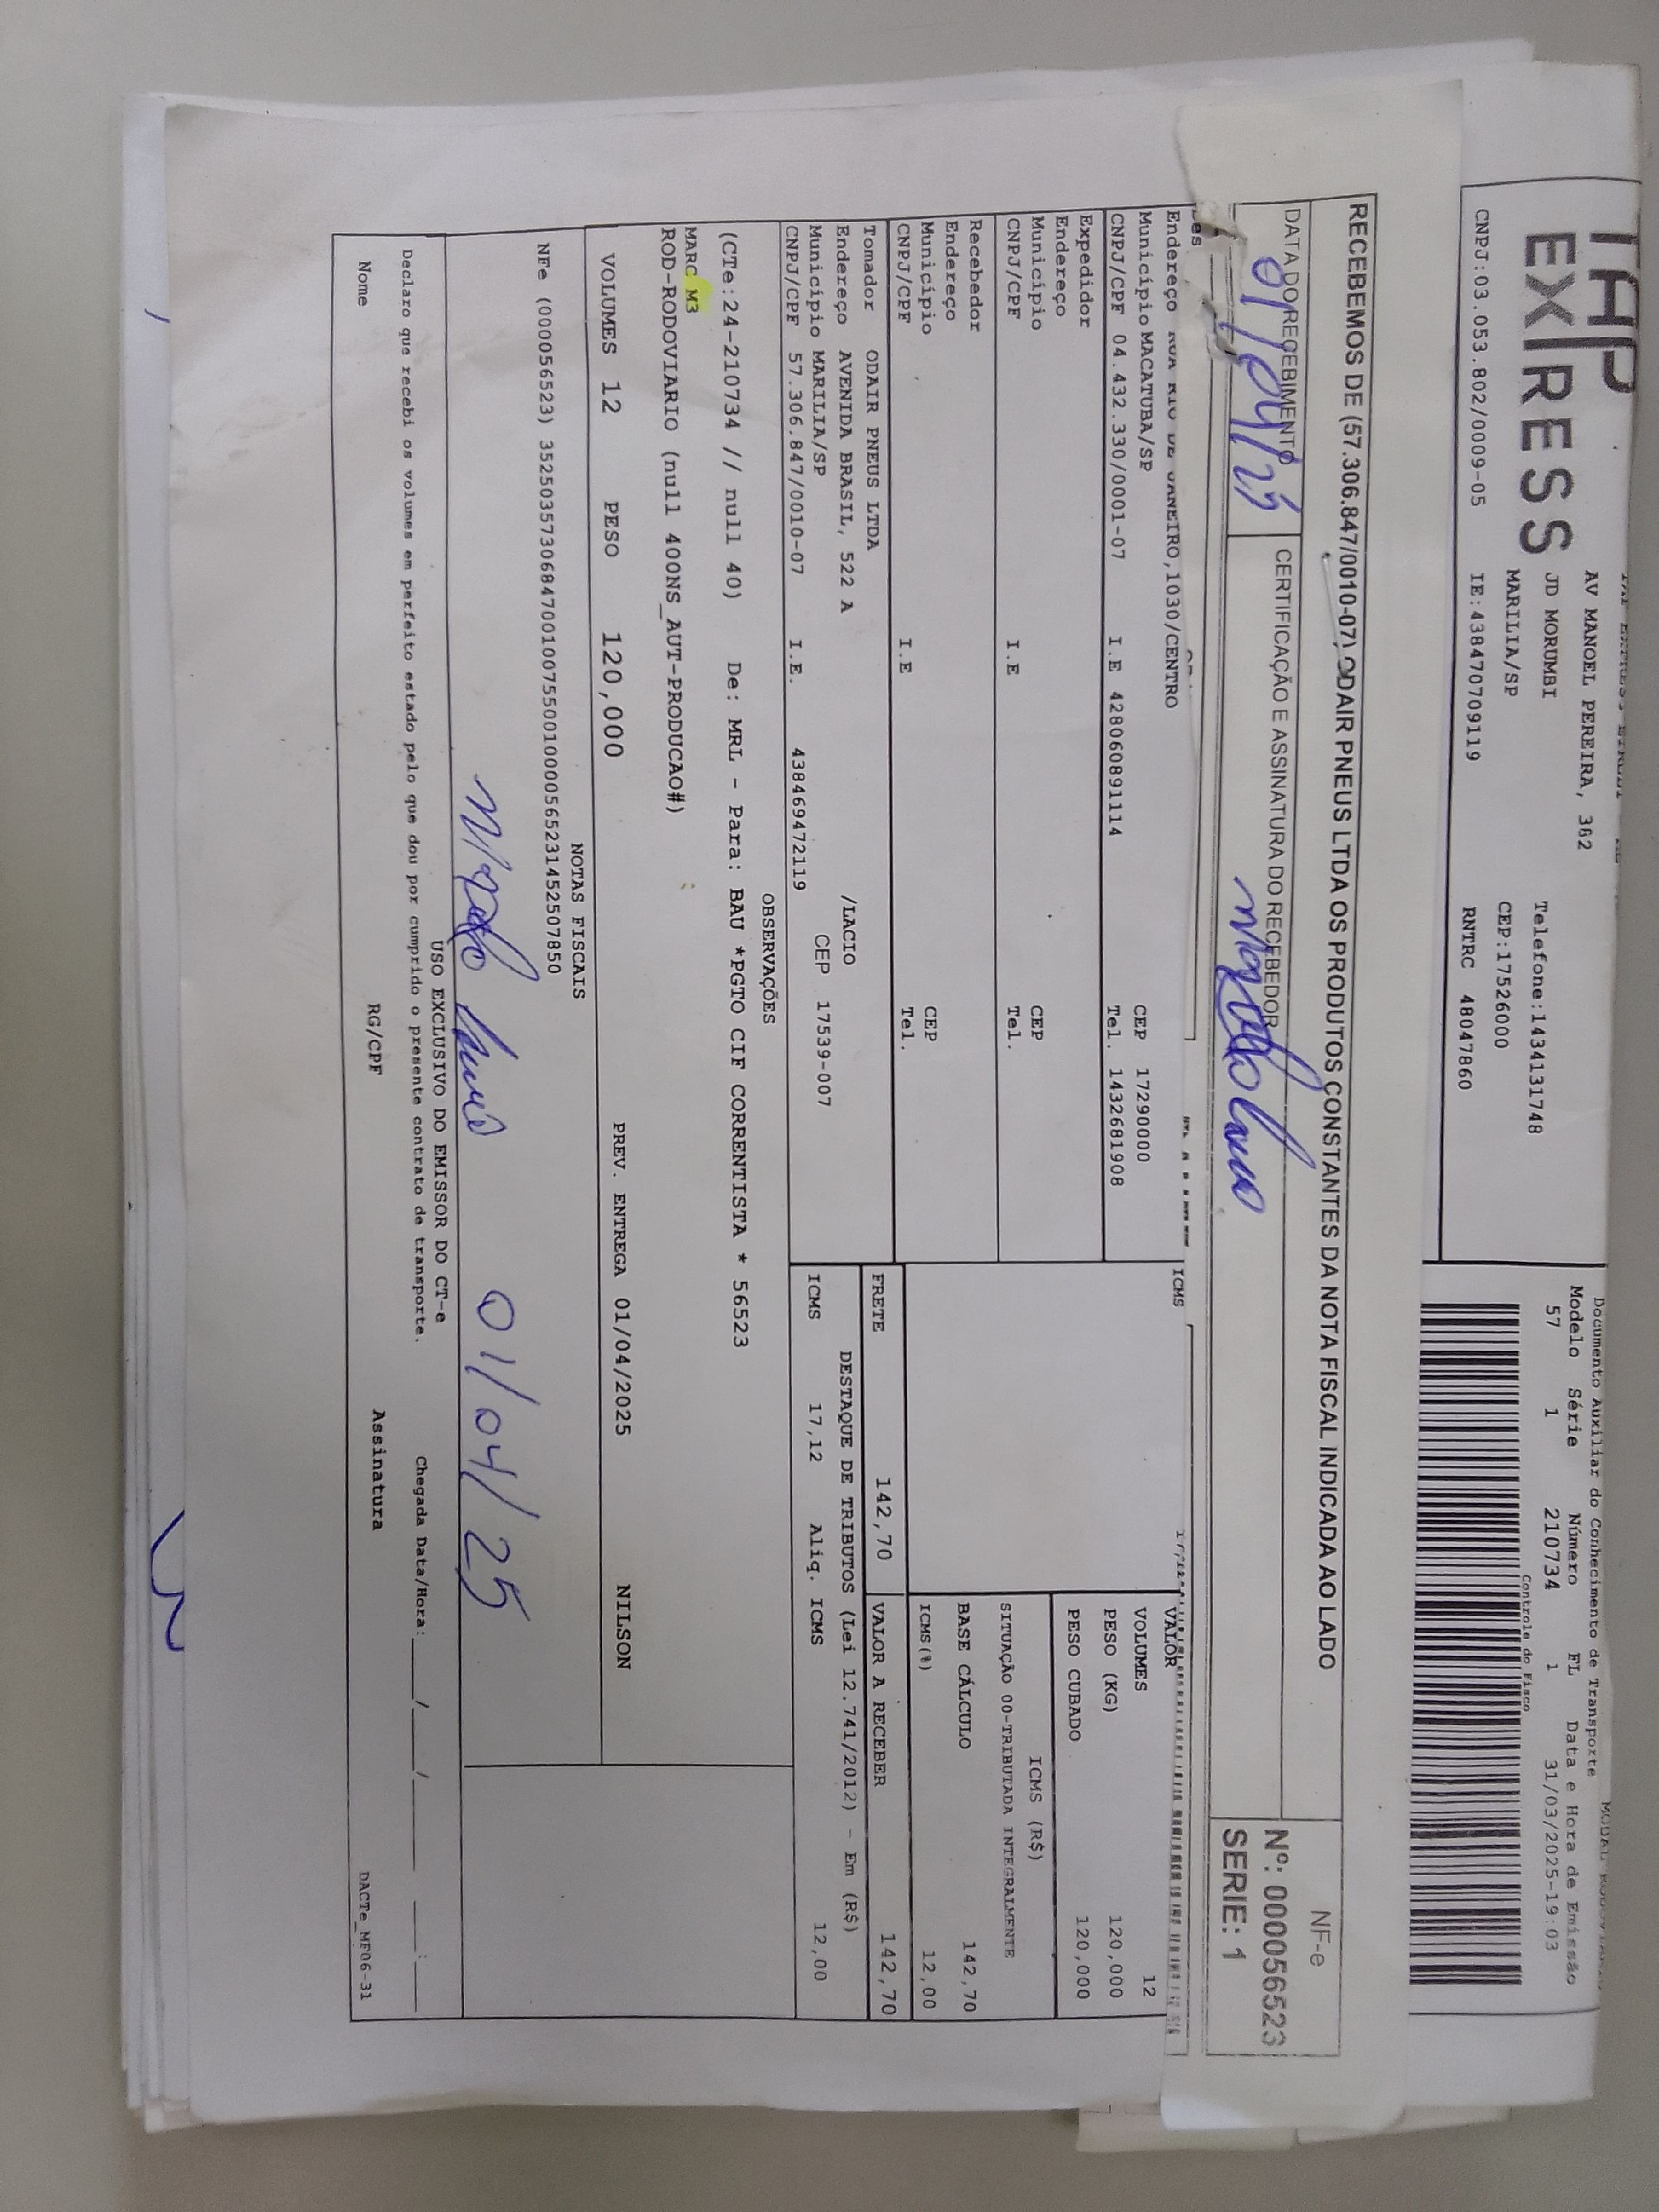 TAP
EXPRESS
AV MANOEL PEREIRA, 362
JD MORUMBI
MARILIA/SP
Telefone:1434131748
CEP:17526000
CNPJ:03.053.802/0009-05 IE:438470709119 RNTRC 48047860
Documento Auxiliar do Conhecimento de Transporte
Modelo Série Número FL Data e Hora de Emissão
57 1 210734 1 31/03/2025-19:03
Controle do Fisco
RECEBEMOS DE (57.306.847/0010-07) ODAIR PNEUS LTDA OS PRODUTOS CONSTANTES DA NOTA FISCAL INDICADA AO LADO
DATA DO RECEBIMENTO
CERTIFICAÇÃO E ASSINATURA DO RECEBEDOR
NF-e
Nº: 000056523
SERIE: 1
Endereço RUA RIO DE JANEIRO,1030/CENTRO
Município MACATUBA/SP CEP 17290000
CNPJ/CPF 04.432.330/0001-07 I.E 428060891114 Tel. 1432681908
Expedidor
Endereço
Município CEP
CNPJ/CPF I.E Tel.
Recebedor
Endereço
Município CEP
CNPJ/CPF I.E Tel.
Tomador ODAIR PNEUS LTDA
Endereço AVENIDA BRASIL, 522 A /LACIO
Municipio MARILIA/SP CEP 17539-007
CNPJ/CPF 57.306.847/0010-07 I.E. 438469472119
ICMS
VALOR
VOLUMES 12
PESO (KG) 120,000
PESO CUBADO 120,000
ICMS (R$)
SITUAÇÃO 00-TRIBUTADA INTEGRALMENTE
BASE CÁLCULO 142,70
ICMS(%) 12,00
FRETE 142,70 VALOR A RECEBER 142,70
DESTAQUE DE TRIBUTOS (Lei 12.741/2012) - Em (R$)
ICMS 17,12 Aliq. ICMS 12,00
OBSERVAÇÕES
(CTe:24-210734 // null 40) De: MRL - Para: BAU *PGTO CIF CORRENTISTA * 56523
MARC M3
ROD-RODOVIARIO (null 400NS_AUT-PRODUCAO#)
VOLUMES 12 PESO 120,000 PREV. ENTREGA 01/04/2025 NILSON
NOTAS FISCAIS
NFe (000056523) 35250357306847001007550010000565231452507850
01/04/25
USO EXCLUSIVO DO EMISSOR DO CT-e
Declaro que recebi os volumes em perfeito estado pelo que dou por cumprido o presente contrato de transporte. Chegada Data/Hora:____/____/____ ___:___
Nome RG/CPF Assinatura
DACTe_MF06-31